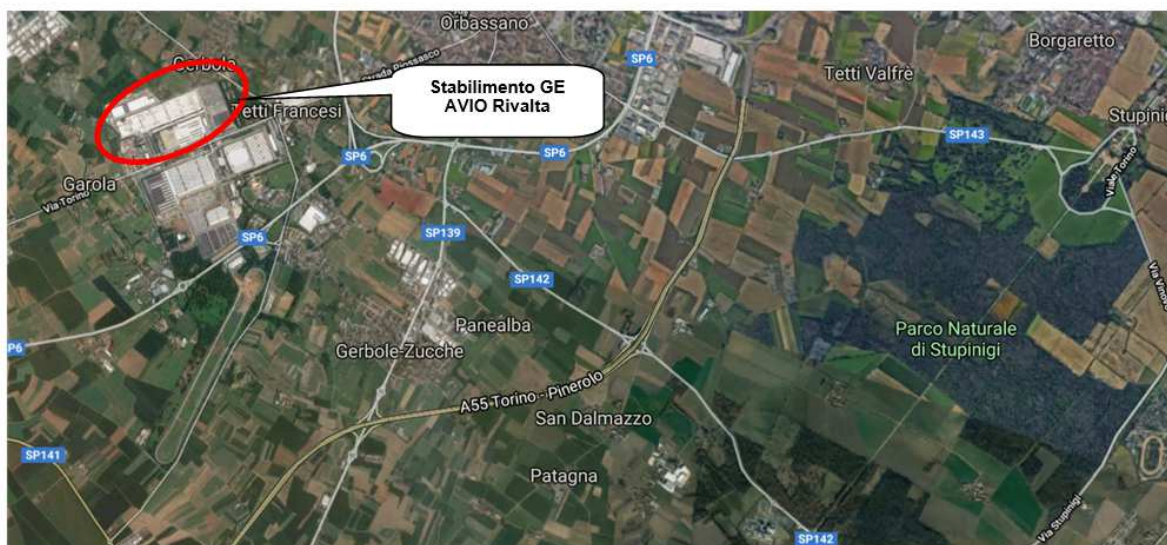 Orbassano
Borgaretto
Gerbole
Strada Piossasco
SP6
Tetti Valfrè
Stabilimento GE
AVIO Rivalta
Tetti Francesi
Stupinigi
SP143
SP6
SP6
Viale Torino
Garola
Via Torino
SP6
SP139
SP142
Via Vinovo
Panealba
Parco Naturale
di Stupinigi
P6
Gerbole-Zucche
A55 Torino - Pinerolo
San Dalmazzo
SP141
Patagna
Via Stupinigi
SP142